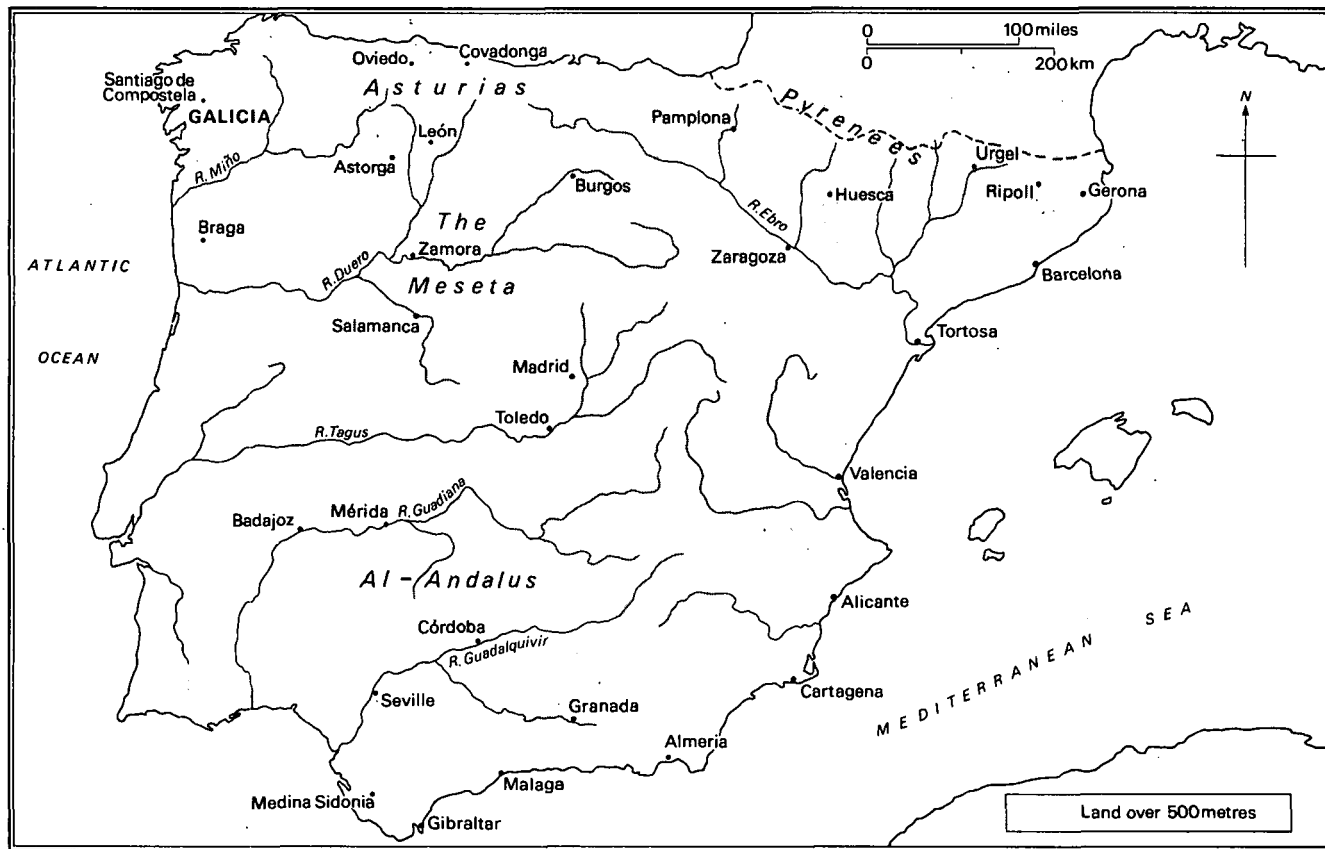 0 100 miles
0 200 km
Oviedo
Covadonga
Santiago de
Compostela
Asturias
GALICIA
Pamplona
Pyrenees
N
León
Astorga
Urgel
R. Miño
Burgos
Huesca
Ripoll
Gerona
Braga
The
R. Ebro
Zamora
Zaragoza
ATLANTIC
R. Duero
Meseta
Barcelona
Salamanca
Tortosa
OCEAN
Madrid
Toledo
R. Tagus
Valencia
Mérida
R. Guadiana
Badajoz
Al-Andalus
Alicante
Córdoba
R. Guadalquivir
MEDITERRANEAN SEA
Seville
Cartagena
Granada
Almeria
Malaga
Medina Sidonia
Gibraltar
Land over 500 metres